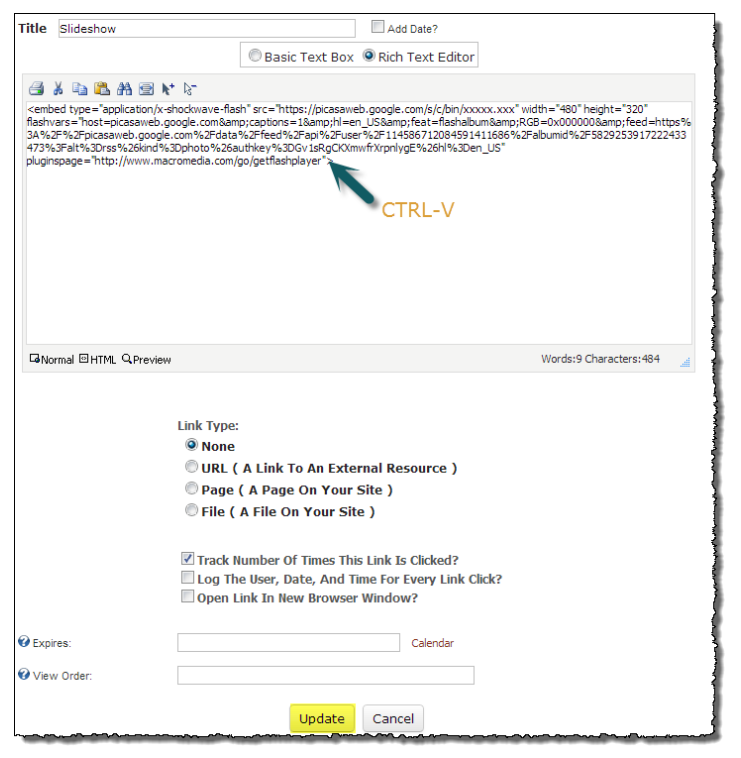 Title Slideshow Add Date?
Basic Text Box Rich Text Editor
<embed type="application/x-shockwave-flash" src="https://picasaweb.google.com/s/c/bin/xxxxx.xxx" width="480" height="320"
flashvars="host=picasaweb.google.com&amp;captions=1&amp;hl=en_US&amp;feat=flashalbum&amp;RGB=0x000000&amp;feed=https%
3A%2F%2Fpicasaweb.google.com%2Fdata%2Ffeed%2Fapi%2Fuser%2F114586712084591411686%2Falbumid%2F5829253917222433
473%3Falt%3Drss%26kind%3Dphoto%26authkey%3DGv1sRgCKXmwfrXrpnlygE%26hl%3Den_US"
pluginspage="http://www.macromedia.com/go/getflashplayer">
CTRL-V
Normal HTML Preview Words:9 Characters:484
Link Type:
None
URL ( A Link To An External Resource )
Page ( A Page On Your Site )
File ( A File On Your Site )
Track Number Of Times This Link Is Clicked?
Log The User, Date, And Time For Every Link Click?
Open Link In New Browser Window?
Expires: Calendar
View Order:
Update Cancel